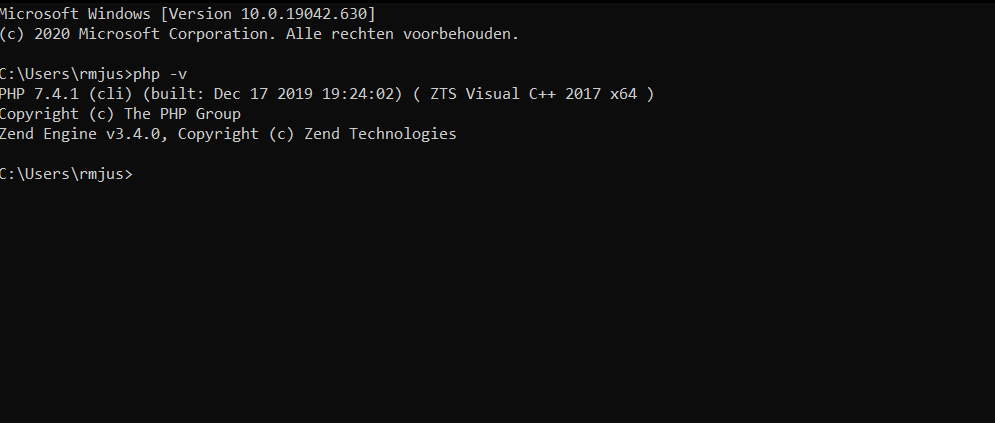 Microsoft Windows [Version 10.0.19042.630]
(c) 2020 Microsoft Corporation. Alle rechten voorbehouden.
C:\Users\rmjus>php -v
PHP 7.4.1 (cli) (built: Dec 17 2019 19:24:02) ( ZTS Visual C++ 2017 x64 )
Copyright (c) The PHP Group
Zend Engine v3.4.0, Copyright (c) Zend Technologies
C:\Users\rmjus>